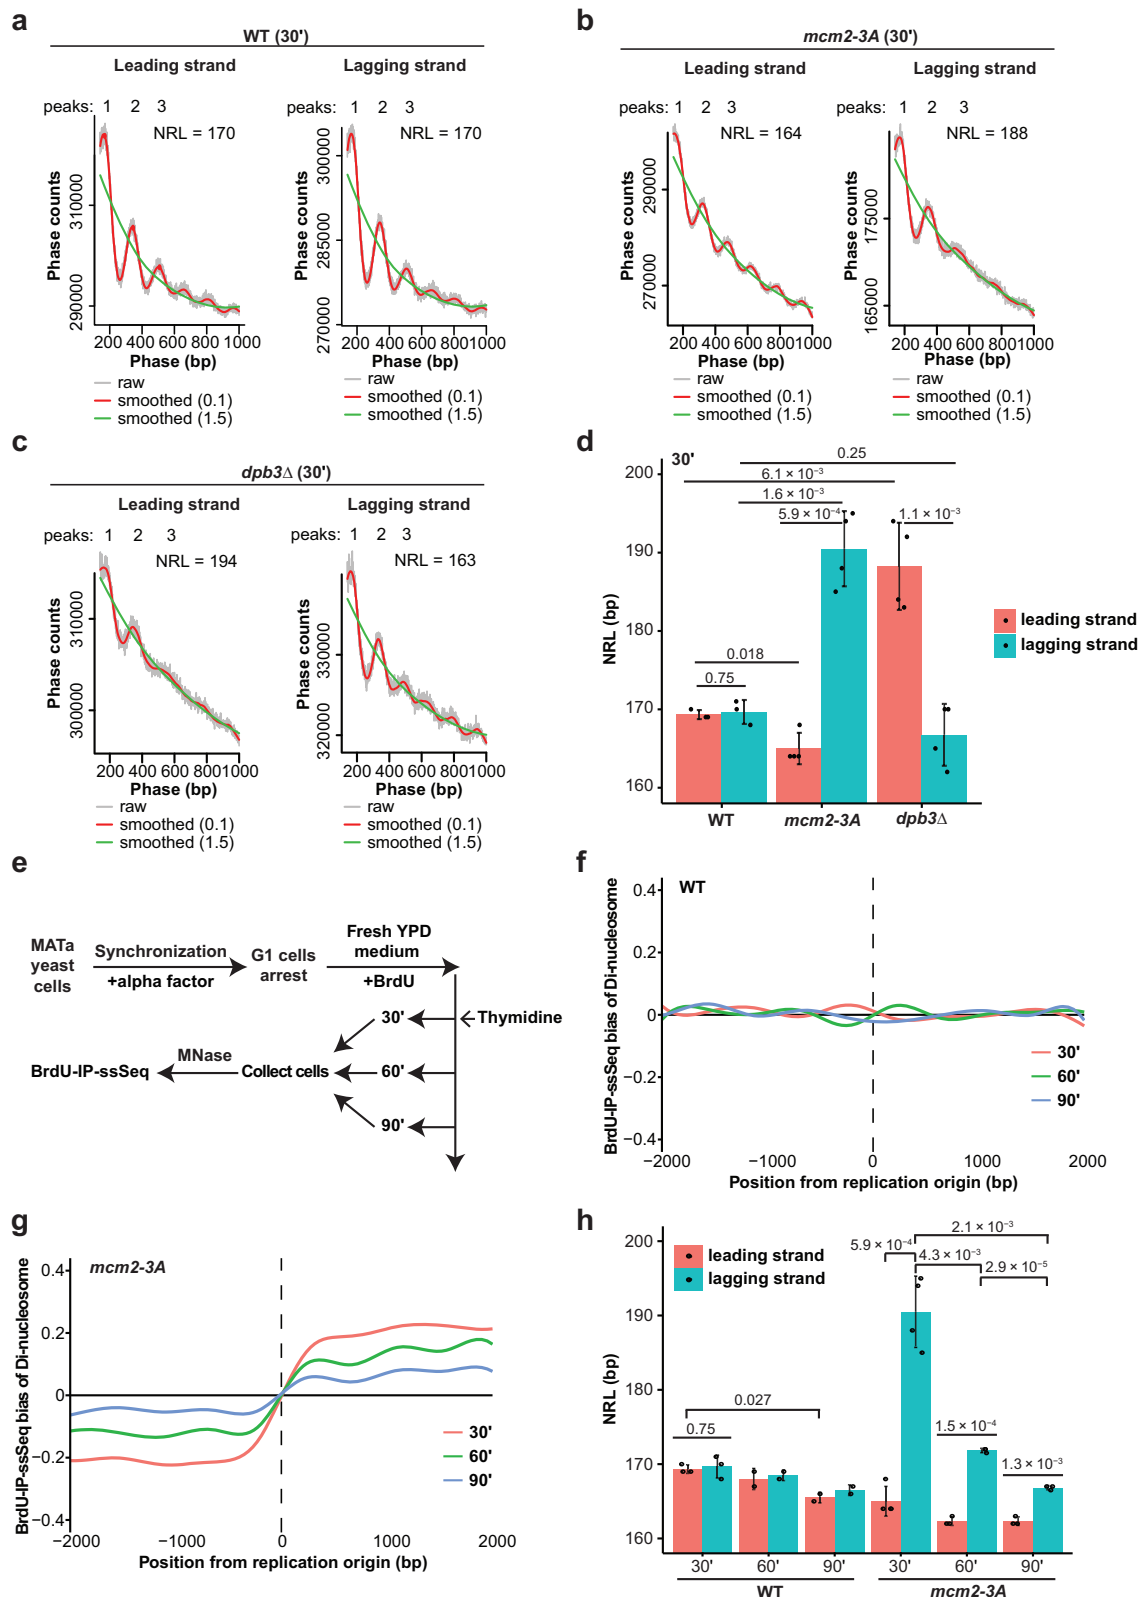 a
WT (30')
Leading strand
Lagging strand
peaks: 1 2 3
1 2 3
NRL = 170
NRL = 170
Phase counts
310000
290000
200 400 600 800 1000
Phase (bp)
raw
smoothed (0.1)
smoothed (1.5)
Phase counts
300000
285000
270000
200 400 600 800 1000
Phase (bp)
raw
smoothed (0.1)
smoothed (1.5)
b
mcm2-3A (30')
Leading strand
Lagging strand
peaks: 1 2 3
1 2 3
NRL = 164
NRL = 188
Phase counts
290000
270000
200 400 600 800 1000
Phase (bp)
raw
smoothed (0.1)
smoothed (1.5)
Phase counts
175000
165000
200 400 600 800 1000
Phase (bp)
raw
smoothed (0.1)
smoothed (1.5)
c
dpb3Δ (30')
Leading strand
Lagging strand
peaks: 1 2 3
peaks: 1 2 3
NRL = 194
NRL = 163
Phase counts
310000
300000
200 400 600 800 1000
Phase (bp)
raw
smoothed (0.1)
smoothed (1.5)
Phase counts
330000
320000
200 400 600 800 1000
Phase (bp)
raw
smoothed (0.1)
smoothed (1.5)
d
30'
0.25
6.1 × 10⁻³
1.6 × 10⁻³
5.9 × 10⁻⁴
1.1 × 10⁻³
0.018
0.75
NRL (bp)
200
190
180
170
160
WT
mcm2-3A
dpb3Δ
leading strand
lagging strand
e
MATa yeast cells
Synchronization
+alpha factor
G1 cells arrest
Fresh YPD medium
+BrdU
Thymidine
30'
60'
90'
Collect cells
MNase
BrdU-IP-ssSeq
f
WT
BrdU-IP-ssSeq bias of Di-nucleosome
0.4
0.2
0
−0.2
−0.4
30'
60'
90'
−2000 −1000 0 1000 2000
Position from replication origin (bp)
g
mcm2-3A
BrdU-IP-ssSeq bias of Di-nucleosome
0.4
0.2
0
−0.2
−0.4
30'
60'
90'
−2000 −1000 0 1000 2000
Position from replication origin (bp)
h
leading strand
lagging strand
2.1 × 10⁻³
5.9 × 10⁻⁴
4.3 × 10⁻³
2.9 × 10⁻⁵
0.027
0.75
1.5 × 10⁻⁴
1.3 × 10⁻³
NRL (bp)
200
190
180
170
160
30' 60' 90' 30' 60' 90'
WT
mcm2-3A